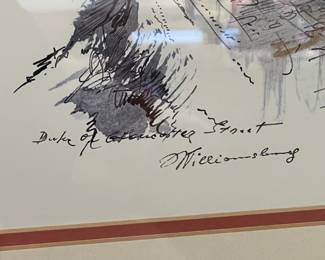 Duke of Gloucester Street
Williamsburg